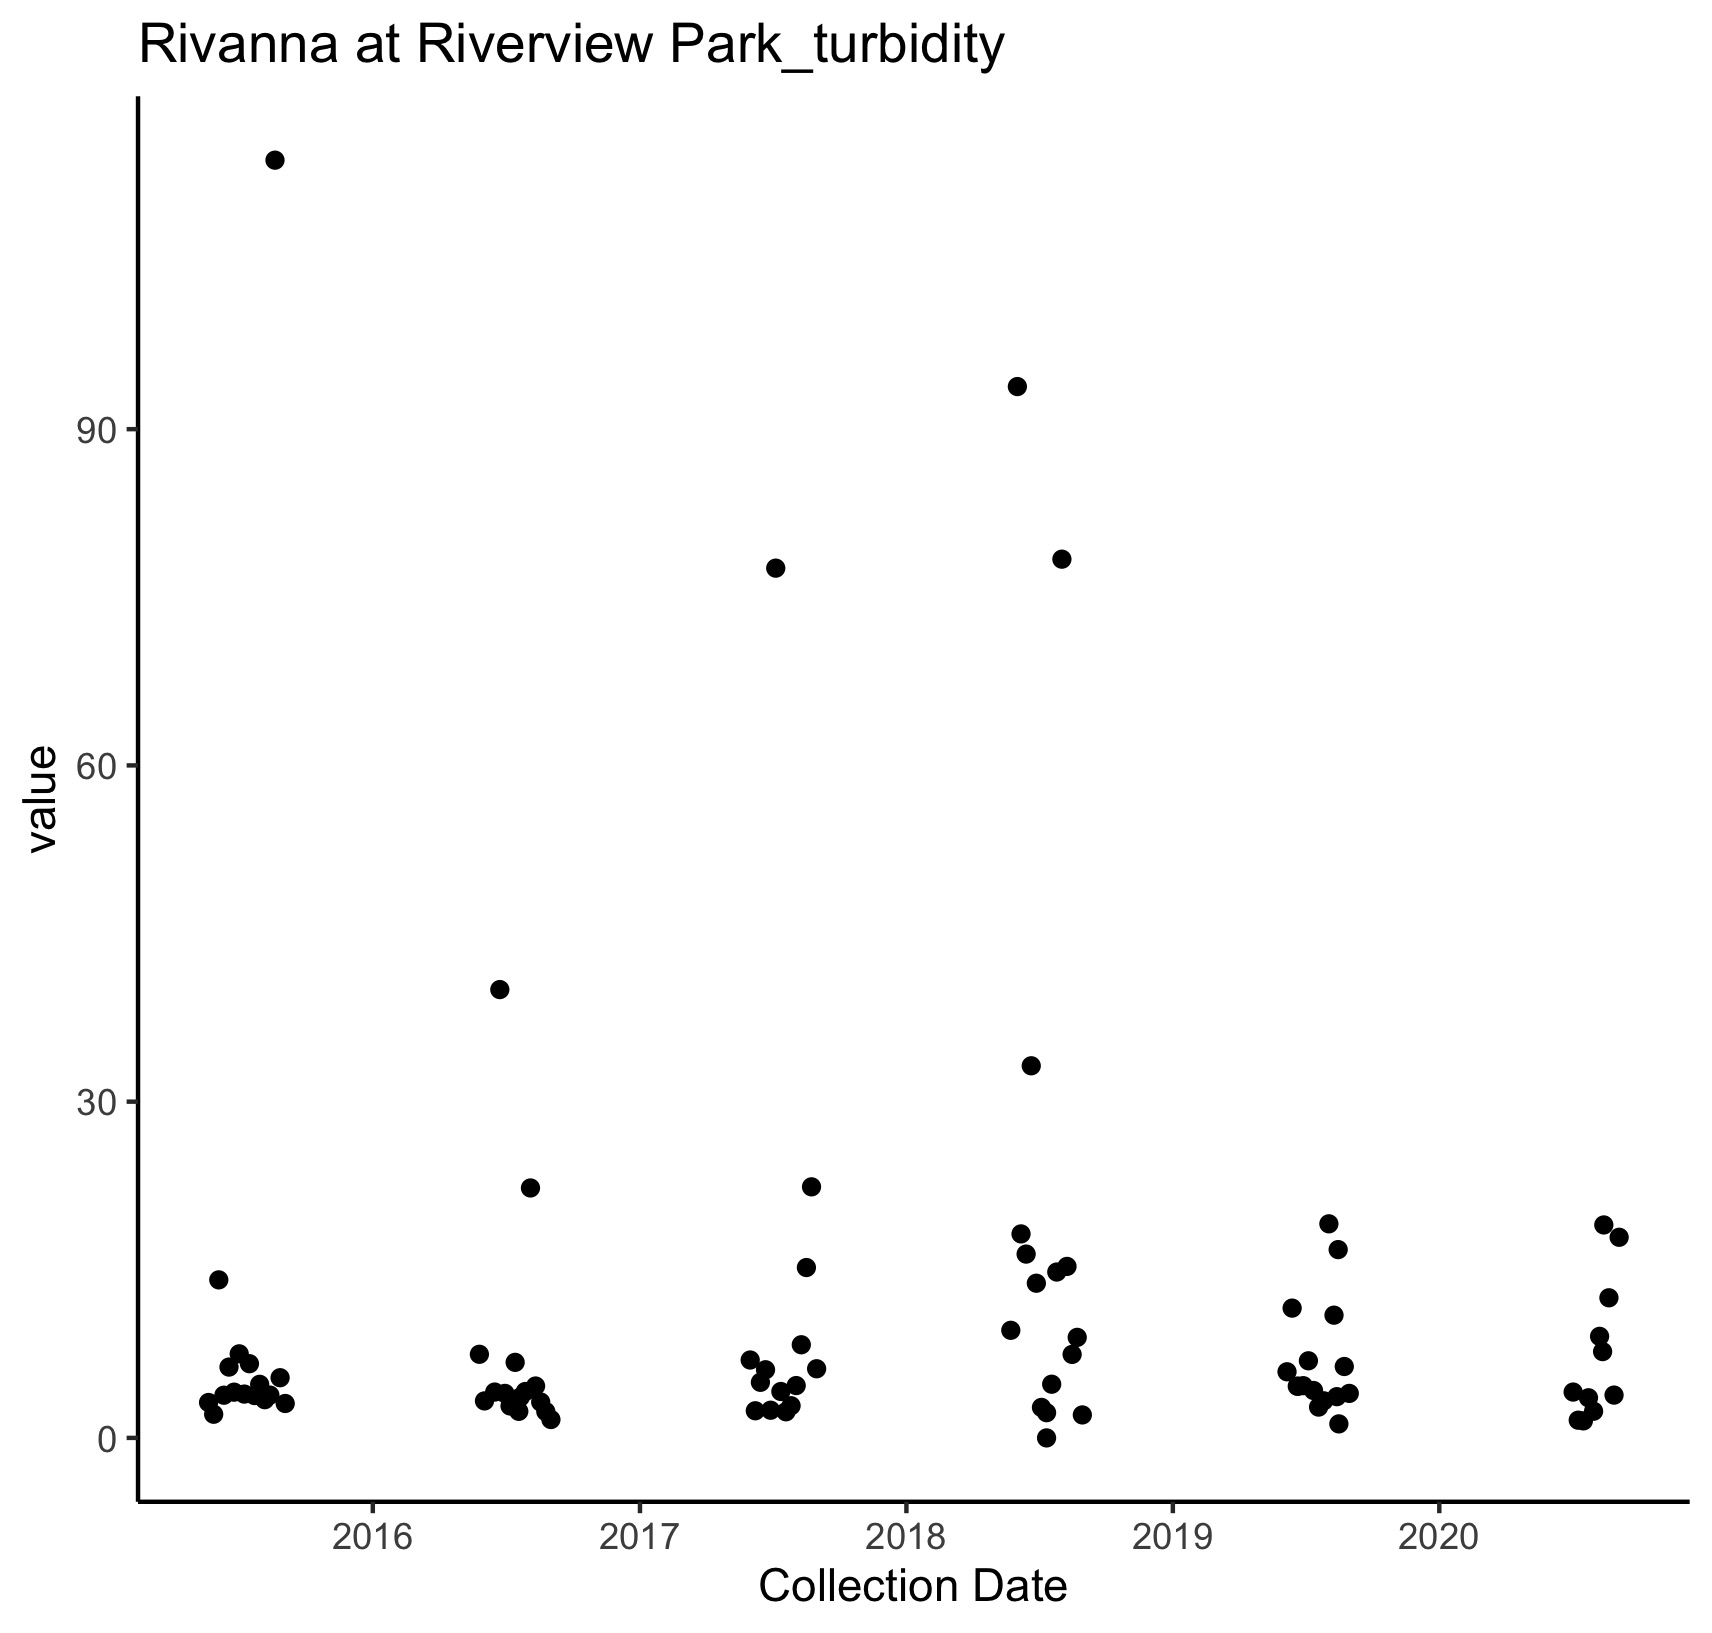 Rivanna at Riverview Park_turbidity
90
60
30
0
value
2016 2017 2018 2019 2020
Collection Date